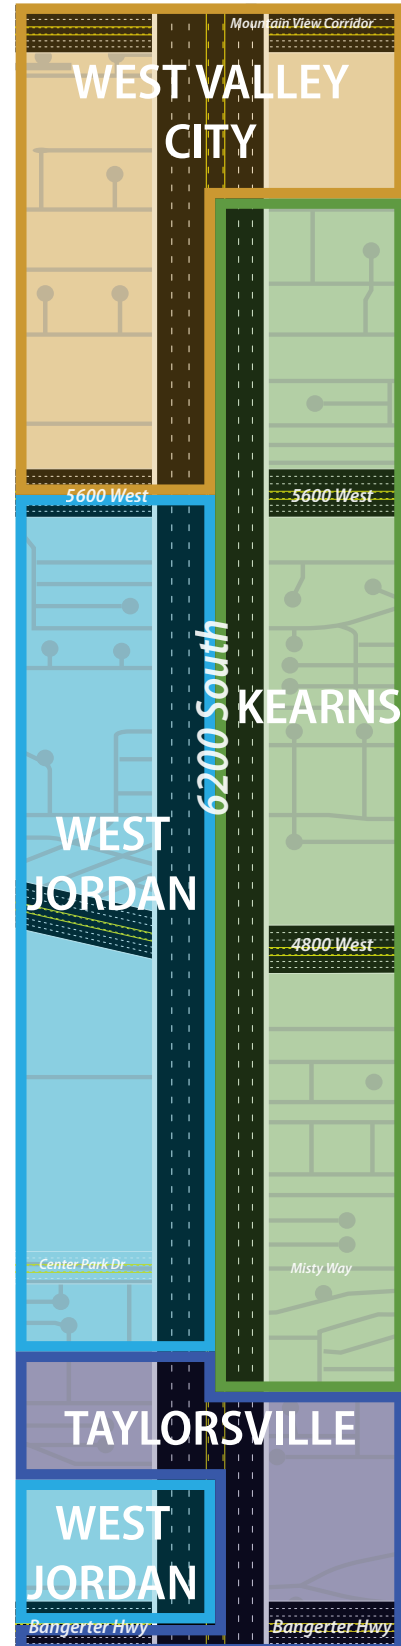 Mountain View Corridor
WEST VALLEY
CITY
5600 West
5600 West
6200 South
KEARNS
WEST
JORDAN
4800 West
Center Park Dr
Misty Way
TAYLORSVILLE
WEST
JORDAN
Bangerter Hwy
Bangerter Hwy